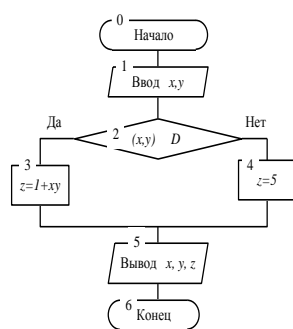 0
Начало
1
Ввод x,y
Да
Нет
2 (x,y) D
3
z=1+xy
4
z=5
5
Вывод x, y, z
6
Конец